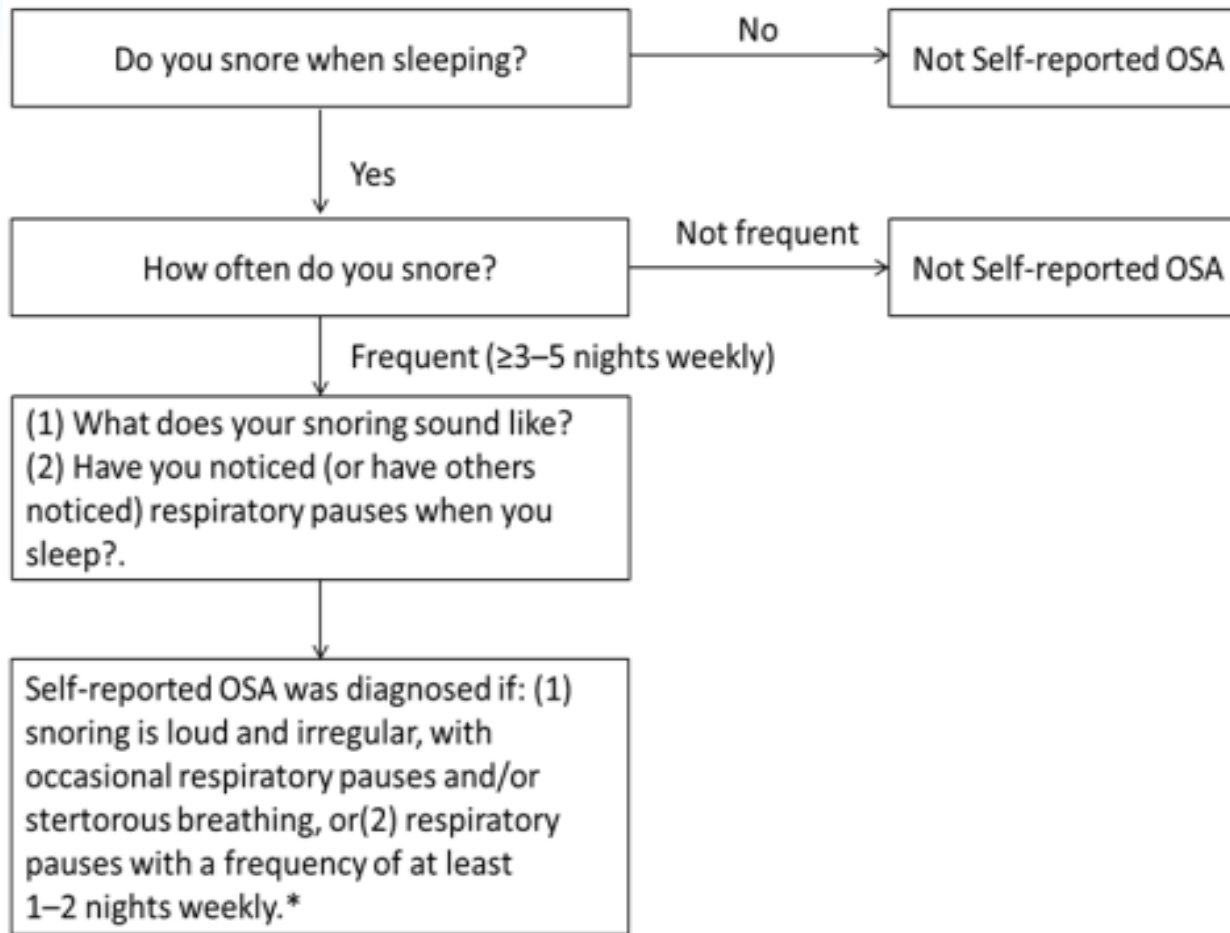 Do you snore when sleeping?
No
Not Self-reported OSA
Yes
How often do you snore?
Not frequent
Not Self-reported OSA
Frequent (≥3–5 nights weekly)
(1) What does your snoring sound like?
(2) Have you noticed (or have others
noticed) respiratory pauses when you
sleep?.
Self-reported OSA was diagnosed if: (1)
snoring is loud and irregular, with
occasional respiratory pauses and/or
stertorous breathing, or(2) respiratory
pauses with a frequency of at least
1–2 nights weekly.*